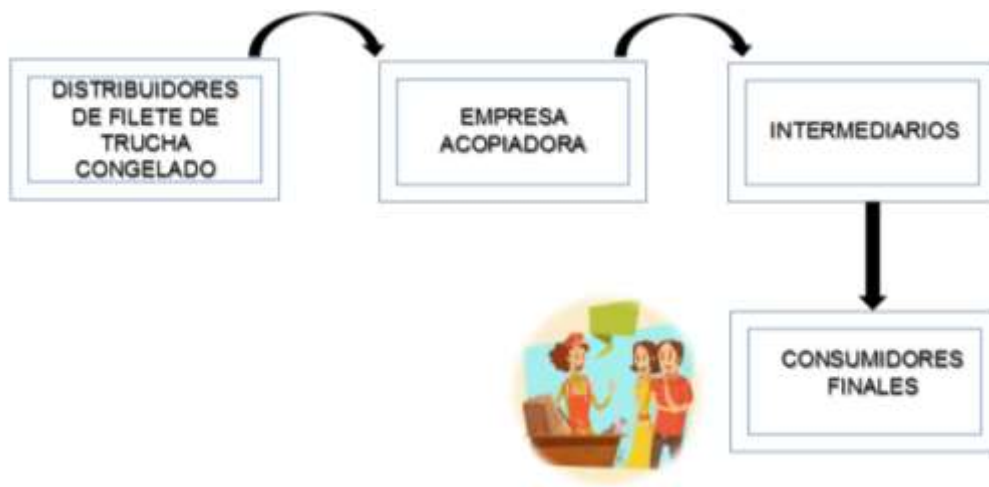 DISTRIBUIDORES
DE FILETE DE
TRUCHA
CONGELADO
EMPRESA
ACOPIADORA
INTERMEDIARIOS
CONSUMIDORES
FINALES